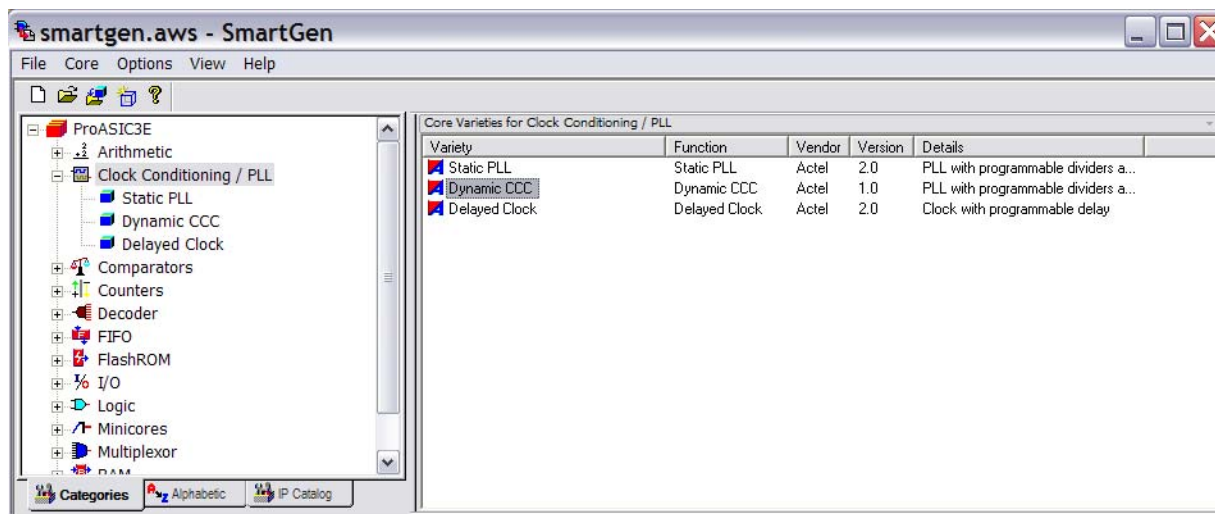 smartgen.aws - SmartGen
File Core Options View Help
ProASIC3E
Arithmetic
Clock Conditioning / PLL
Static PLL
Dynamic CCC
Delayed Clock
Comparators
Counters
Decoder
FIFO
FlashROM
I/O
Logic
Minicores
Multiplexor
RAM
Categories Alphabetic IP Catalog
Core Varieties for Clock Conditioning / PLL
Variety Function Vendor Version Details
Static PLL Static PLL Actel 2.0 PLL with programmable dividers a...
Dynamic CCC Dynamic CCC Actel 1.0 PLL with programmable dividers a...
Delayed Clock Delayed Clock Actel 2.0 Clock with programmable delay